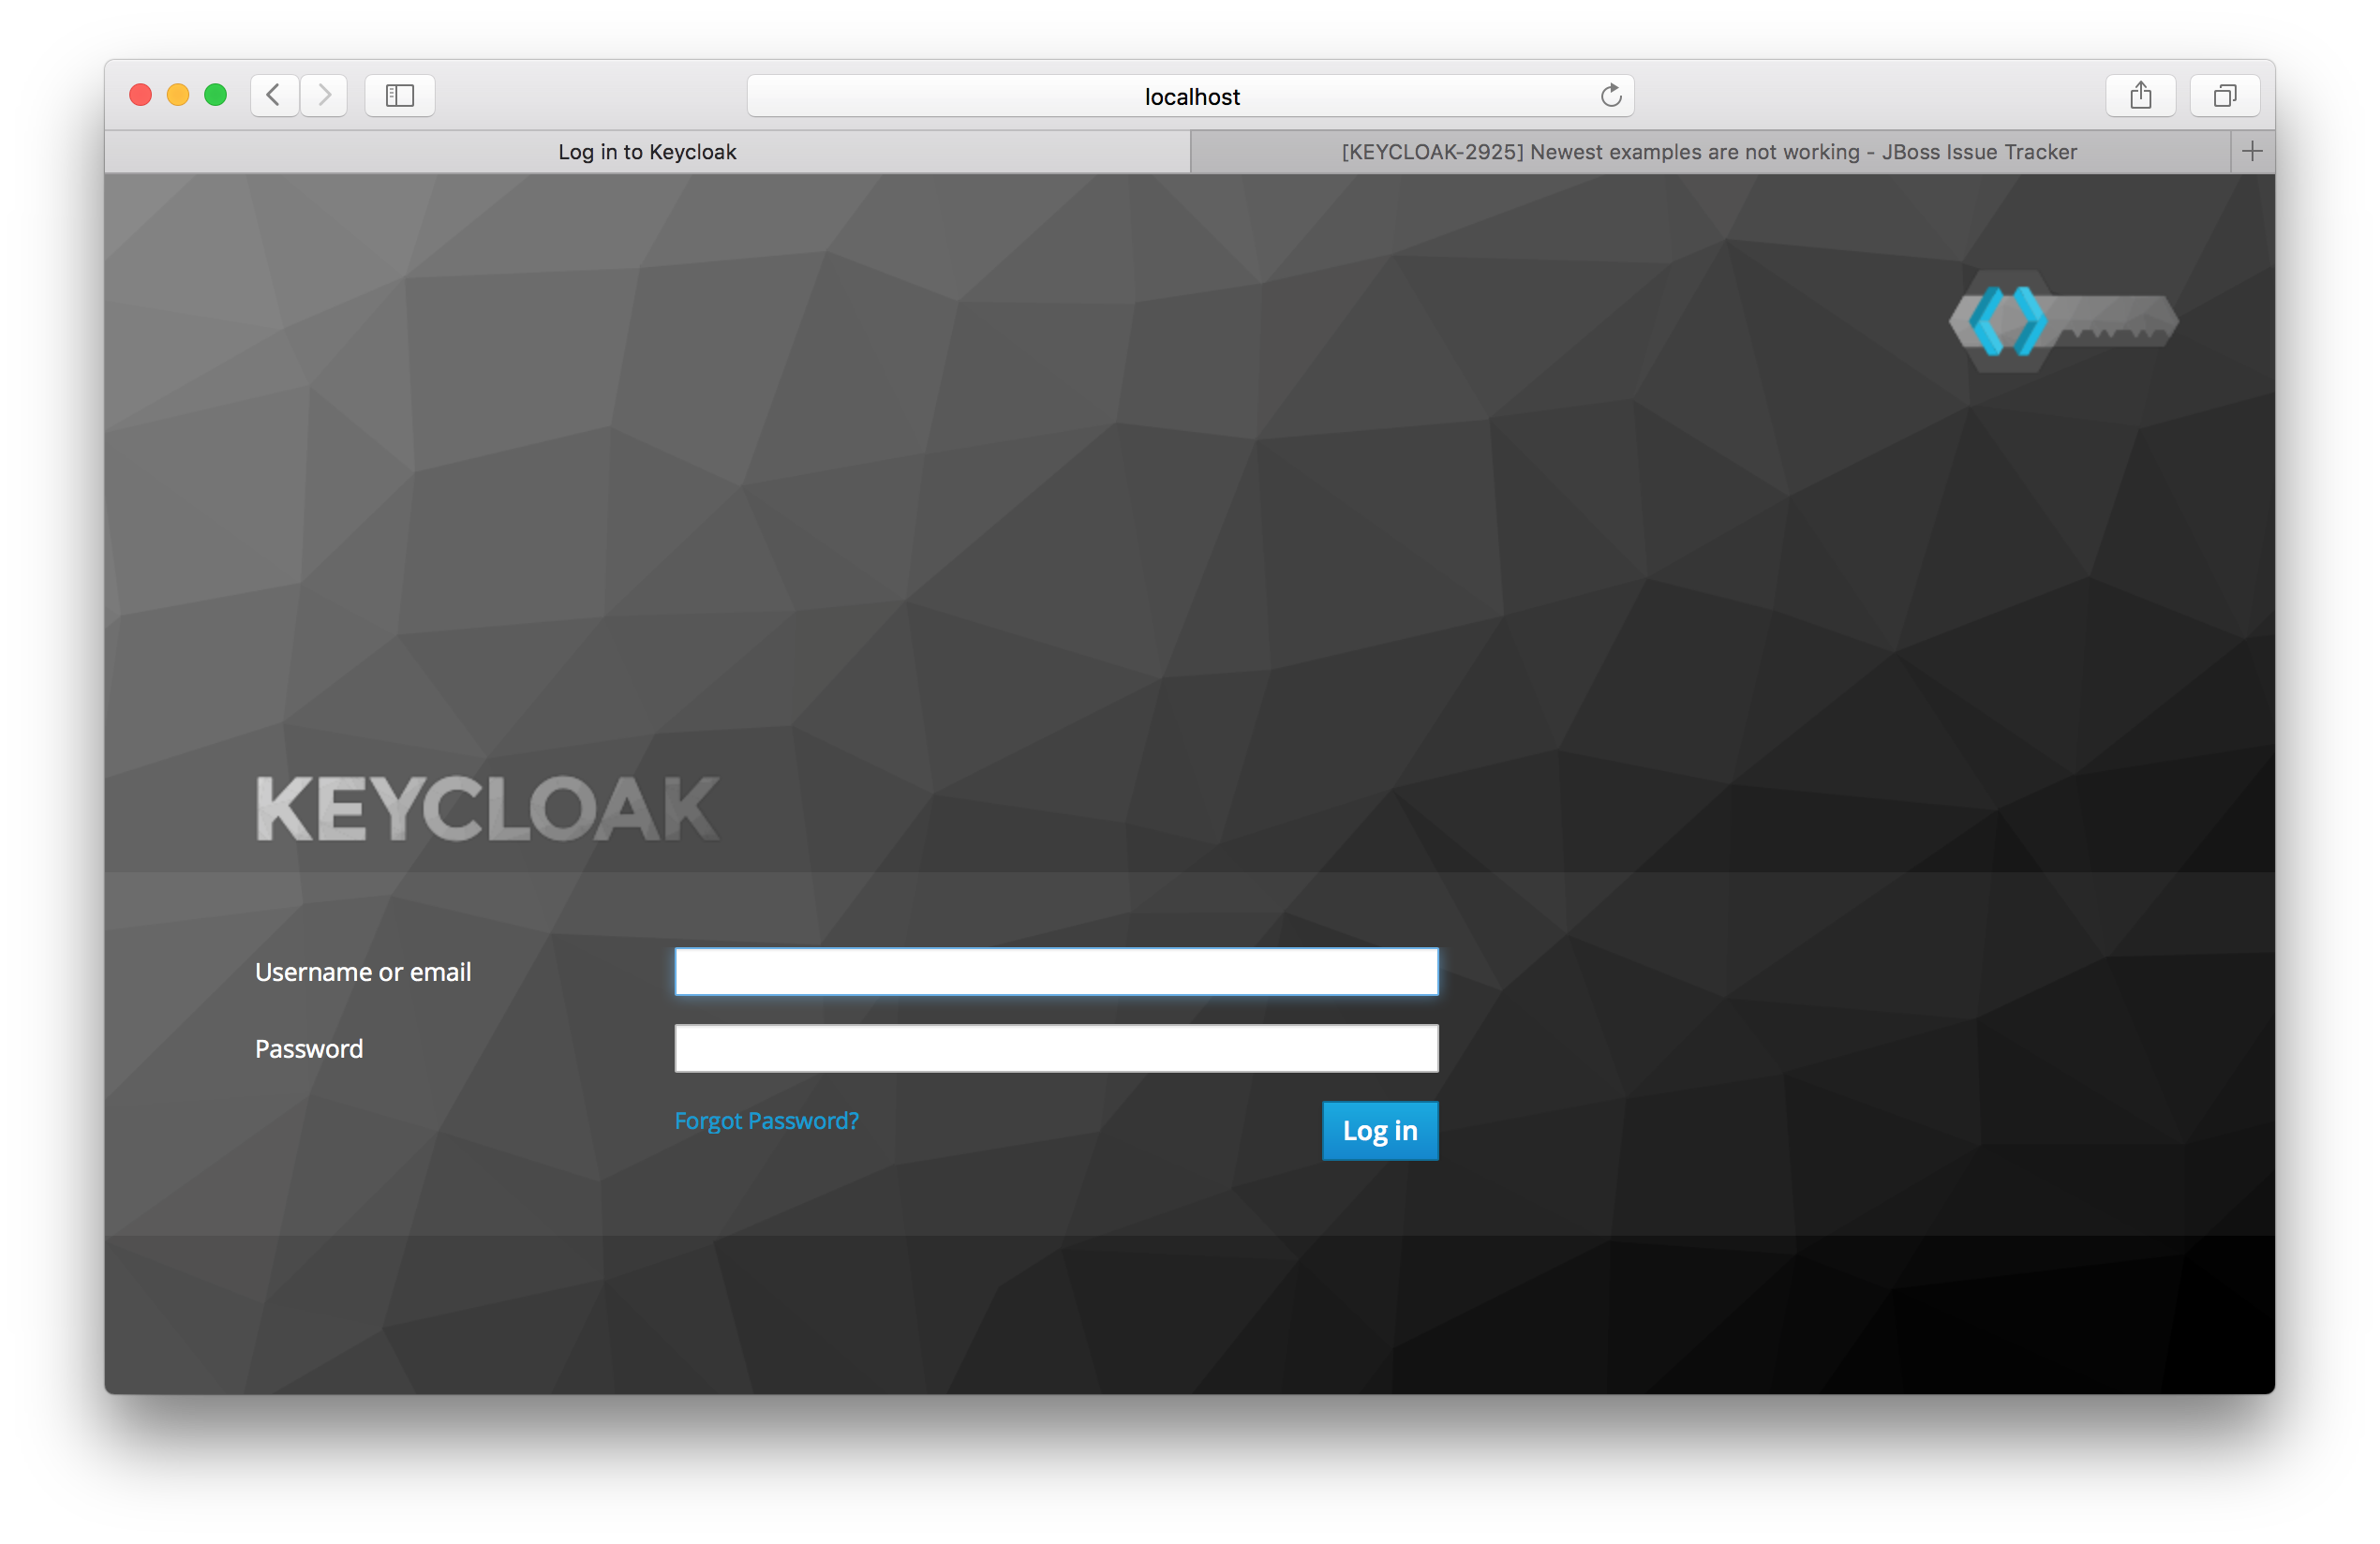 localhost
Log in to Keycloak
[KEYCLOAK-2925] Newest examples are not working - JBoss Issue Tracker
KEYCLOAK
Username or email
Password
Forgot Password?
Log in